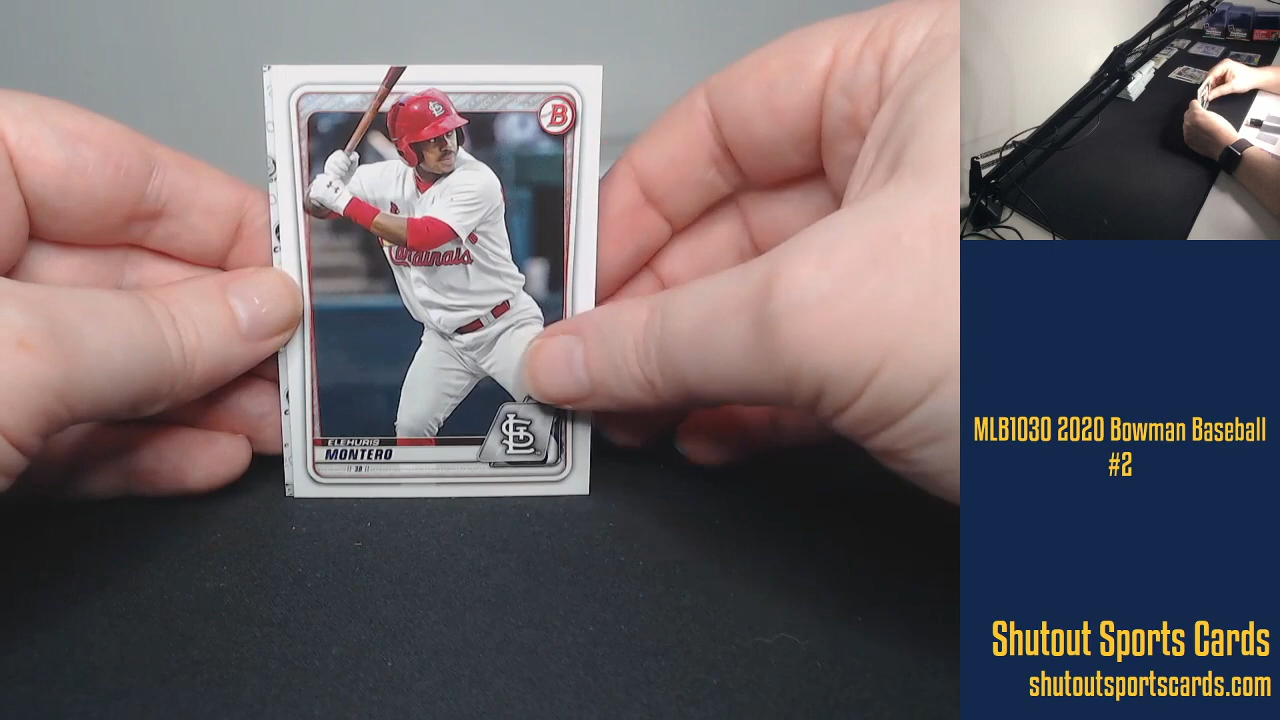 B
Cardinals
ELEHURIS
MONTERO
// 3B //
STL
MLB1030 2020 Bowman Baseball
#2
Shutout Sports Cards
shutoutsportscards.com